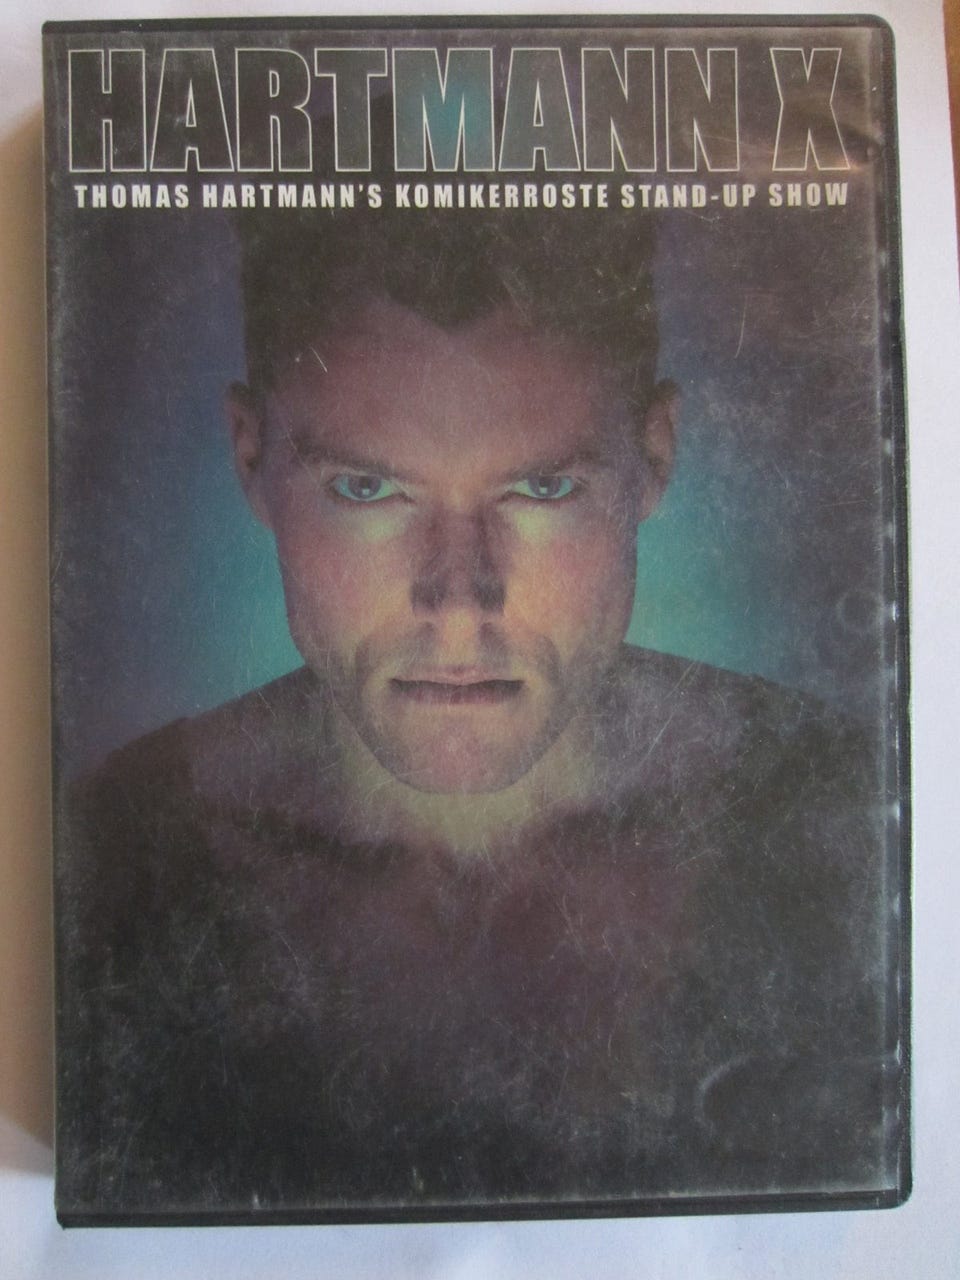 HARTMANN X
THOMAS HARTMANN'S KOMIKERROSTE STAND-UP SHOW